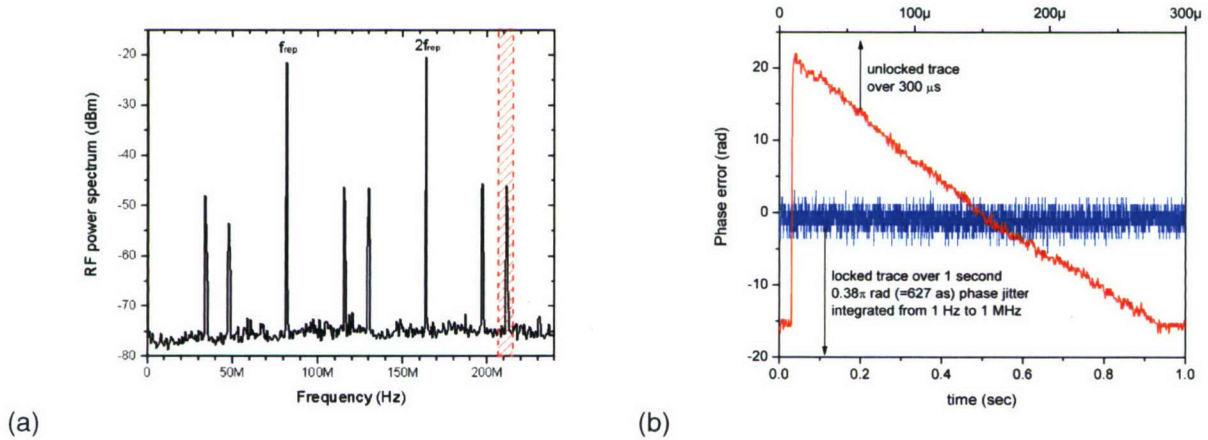 -20
-30
-40
-50
-60
-70
-80
RF power spectrum (dBm)
frep
2frep
0
50M
100M
150M
200M
Frequency (Hz)
(a)
0
100μ
200μ
300μ
20
10
0
-10
-20
Phase error (rad)
unlocked trace
over 300 μs
locked trace over 1 second
0.38π rad (=627 as) phase jitter
integrated from 1 Hz to 1 MHz
0.0
0.2
0.4
0.6
0.8
1.0
time (sec)
(b)